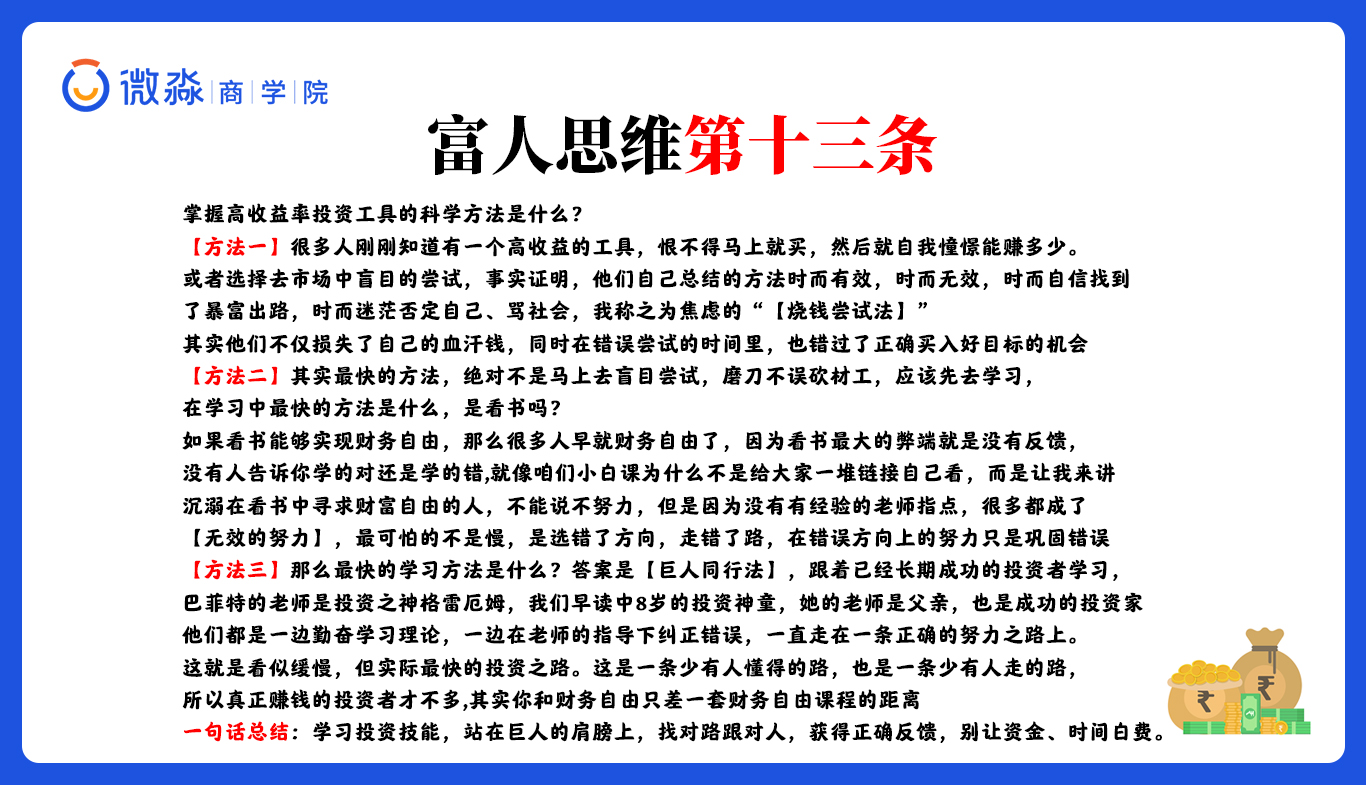 微淼|商|学|院
富人思维第十三条
掌握高收益率投资工具的科学方法是什么？
【方法一】很多人刚刚知道有一个高收益的工具，恨不得马上就买，然后就自我憧憬能赚多少。
或者选择去市场中盲目的尝试，事实证明，他们自己总结的方法时而有效，时而无效，时而自信找到
了暴富出路，时而迷茫否定自己、骂社会，我称之为焦虑的“【烧钱尝试法】”
其实他们不仅损失了自己的血汗钱，同时在错误尝试的时间里，也错过了正确买入好目标的机会
【方法二】其实最快的方法，绝对不是马上去盲目尝试，磨刀不误砍材工，应该先去学习，
在学习中最快的方法是什么，是看书吗？
如果看书能够实现财务自由，那么很多人早就财务自由了，因为看书最大的弊端就是没有反馈，
没有人告诉你学的对还是学的错,就像咱们小白课为什么不是给大家一堆链接自己看，而是让我来讲
沉溺在看书中寻求财富自由的人，不能说不努力，但是因为没有有经验的老师指点，很多都成了
【无效的努力】，最可怕的不是慢，是选错了方向，走错了路，在错误方向上的努力只是巩固错误
【方法三】那么最快的学习方法是什么？答案是【巨人同行法】，跟着已经长期成功的投资者学习，
巴菲特的老师是投资之神格雷厄姆，我们早读中8岁的投资神童，她的老师是父亲，也是成功的投资家
他们都是一边勤奋学习理论，一边在老师的指导下纠正错误，一直走在一条正确的努力之路上。
这就是看似缓慢，但实际最快的投资之路。这是一条少有人懂得的路，也是一条少有人走的路，
所以真正赚钱的投资者才不多,其实你和财务自由只差一套财务自由课程的距离
一句话总结：学习投资技能，站在巨人的肩膀上，找对路跟对人，获得正确反馈，别让资金、时间白费。
₹
₹